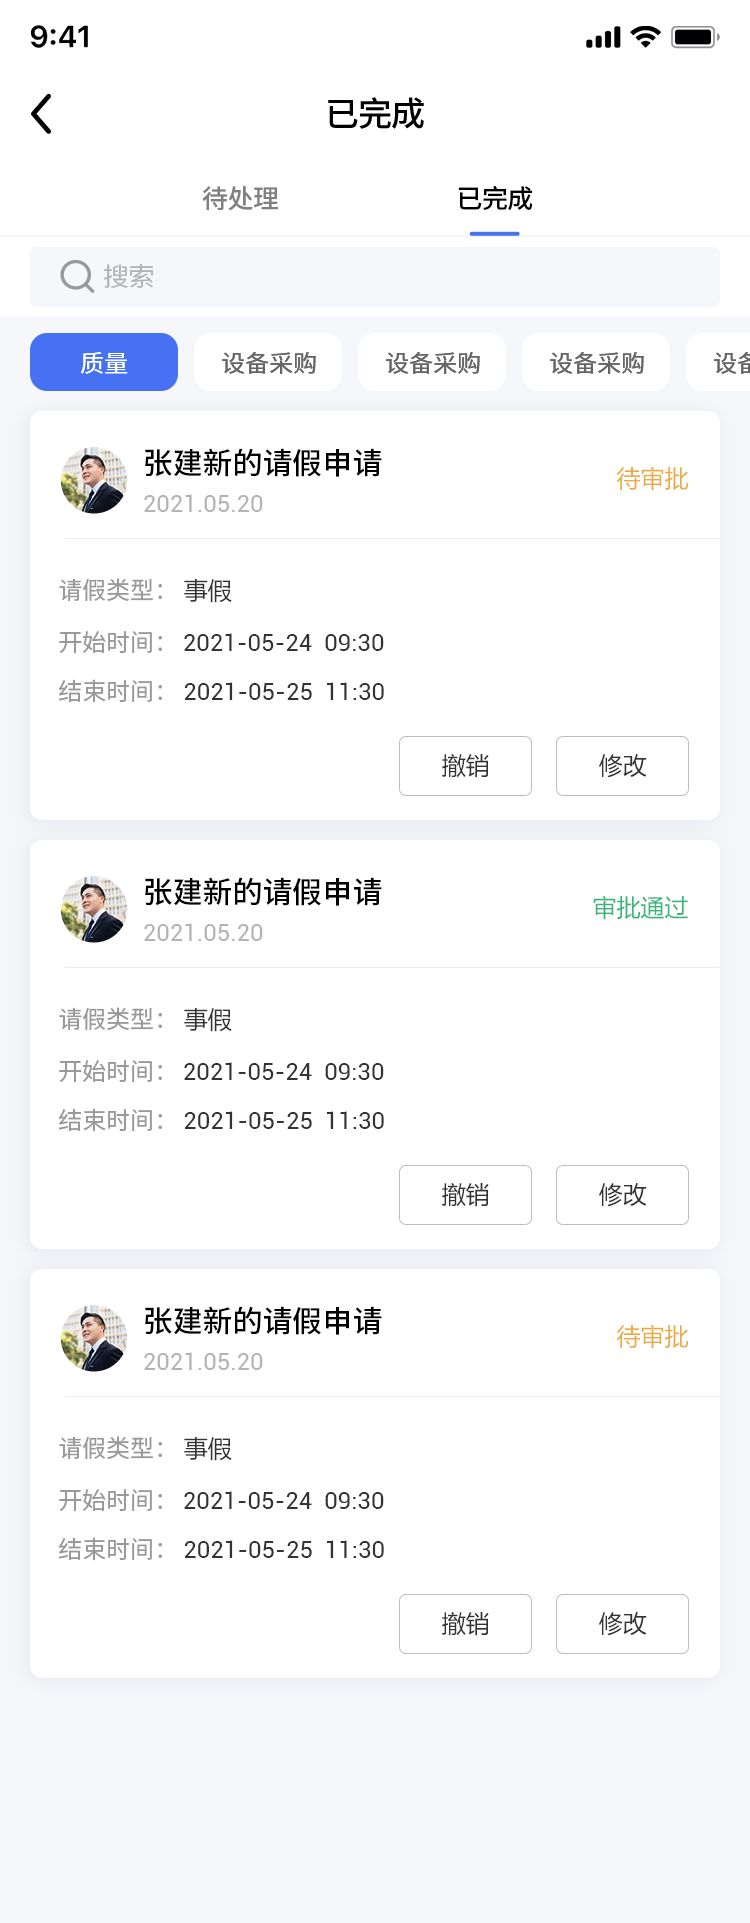 9:41
已完成
待处理 已完成
搜索
质量 设备采购 设备采购 设备采购 设备
张建新的请假申请
待审批
2021.05.20
请假类型： 事假
开始时间： 2021-05-24 09:30
结束时间： 2021-05-25 11:30
撤销 修改
张建新的请假申请
审批通过
2021.05.20
请假类型： 事假
开始时间： 2021-05-24 09:30
结束时间： 2021-05-25 11:30
撤销 修改
张建新的请假申请
待审批
2021.05.20
请假类型： 事假
开始时间： 2021-05-24 09:30
结束时间： 2021-05-25 11:30
撤销 修改